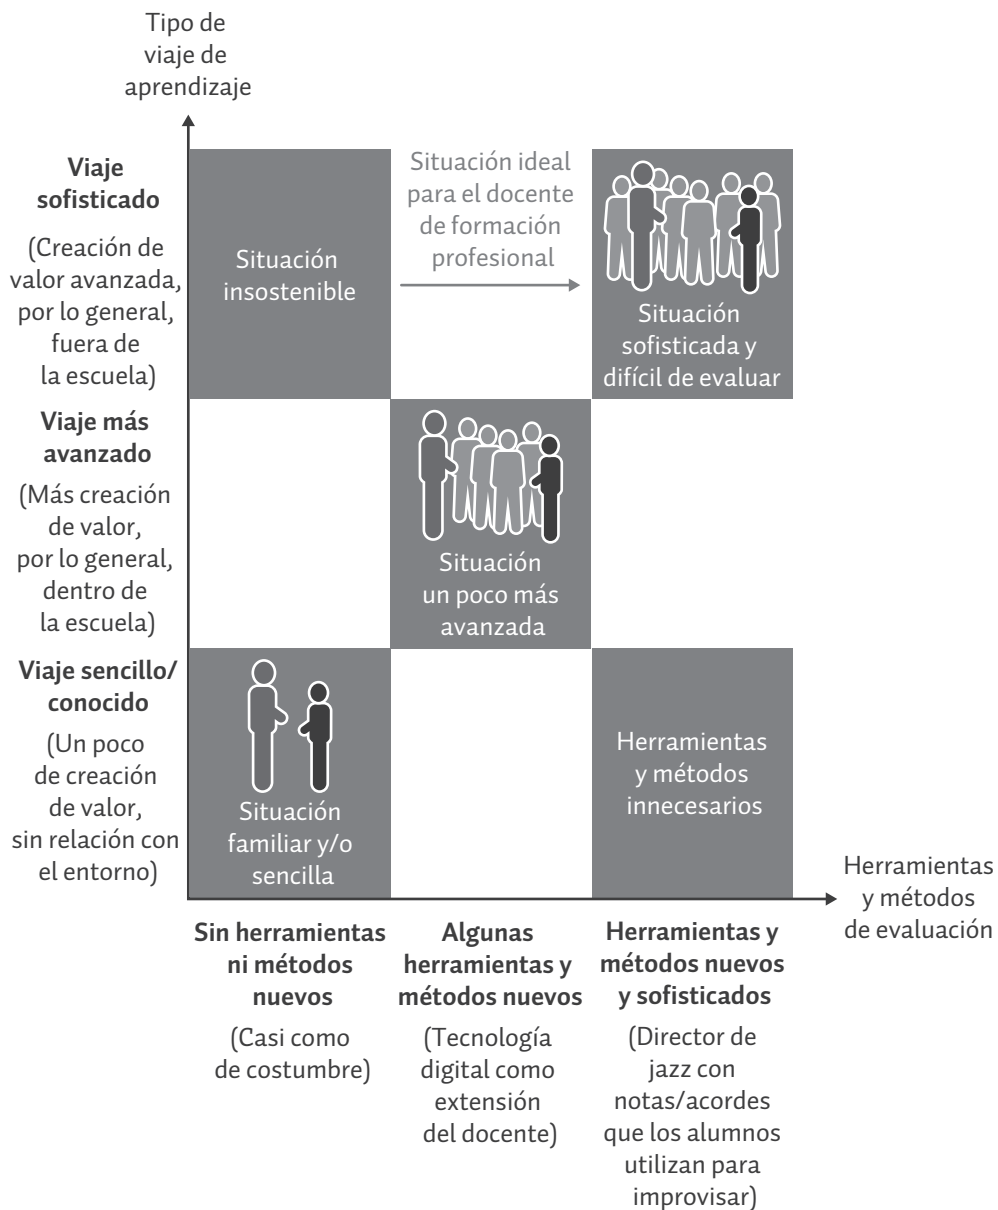 Tipo de
viaje de
aprendizaje
Viaje
sofisticado
(Creación de
valor avanzada,
por lo general,
fuera de
la escuela)
Situación
insostenible
Situación ideal
para el docente
de formación
profesional
Situación
sofisticada y
difícil de evaluar
Viaje más
avanzado
(Más creación
de valor,
por lo general,
dentro de
la escuela)
Situación
un poco más
avanzada
Viaje sencillo/
conocido
(Un poco
de creación
de valor,
sin relación con
el entorno)
Situación
familiar y/o
sencilla
Herramientas
y métodos
innecesarios
Herramientas
y métodos
de evaluación
Sin herramientas
ni métodos
nuevos
(Casi como
de costumbre)
Algunas
herramientas y
métodos nuevos
(Tecnología
digital como
extensión
del docente)
Herramientas y
métodos nuevos
y sofisticados
(Director de
jazz con
notas/acordes
que los alumnos
utilizan para
improvisar)